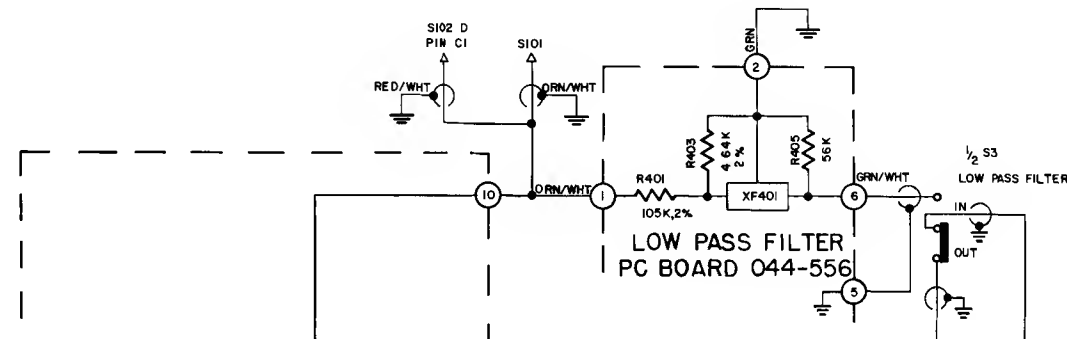 S102 D
PIN C1
S101
RED/WHT
ORN/WHT
GRN
2
R403
464K
2%
R405
56K
1/2 S3
LOW PASS FILTER
10
ORN/WHT
1
R401
105K,2%
XF401
6
GRN/WHT
IN
OUT
LOW PASS FILTER
PC BOARD 044-556
5